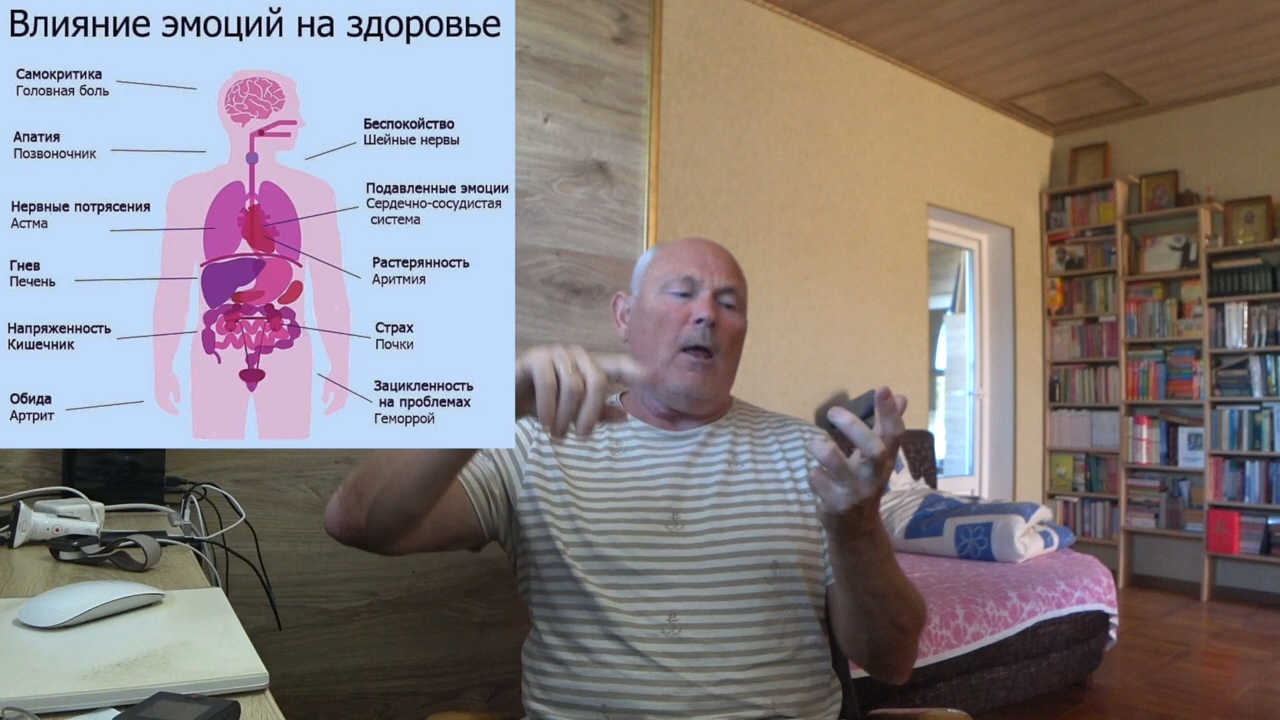 Влияние эмоций на здоровье
Самокритика
Головная боль
Апатия
Позвоночник
Нервные потрясения
Астма
Гнев
Печень
Напряженность
Кишечник
Обида
Артрит
Беспокойство
Шейные нервы
Подавленные эмоции
Сердечно-сосудистая
система
Растерянность
Аритмия
Страх
Почки
Зацикленность
на проблемах
Геморрой